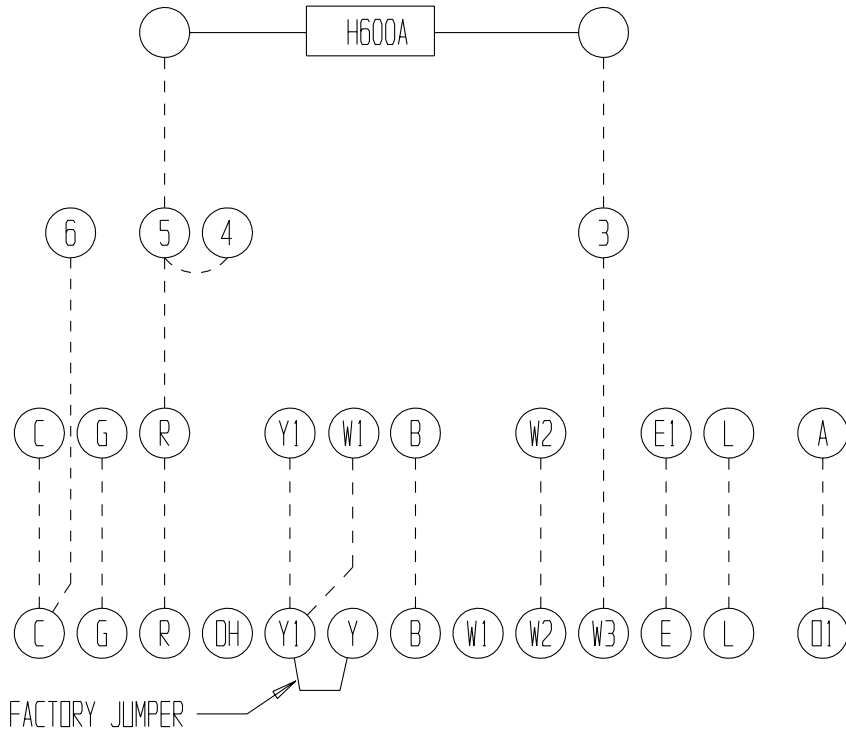 H600A
6 5 4 3
C G R Y1 W1 B W2 E1 L A
C G R DH Y1 Y B W1 W2 W3 E L O1
FACTORY JUMPER